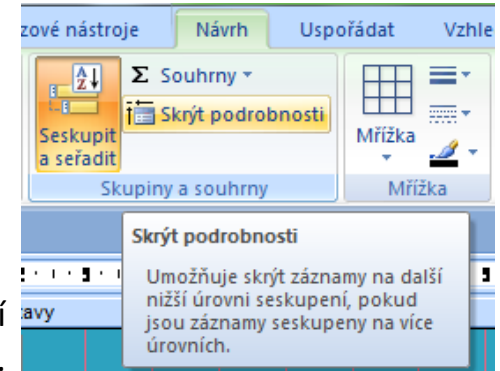 zové nástroje Návrh Uspořádat Vzhle
Σ Souhrny
Skrýt podrobnosti
Seskupit
a seřadit
Mřížka
Skupiny a souhrny Mřížka
Skrýt podrobnosti
Umožňuje skrýt záznamy na další
nižší úrovni seskupení, pokud
jsou záznamy seskupeny na více
úrovních.
í
tavy
.